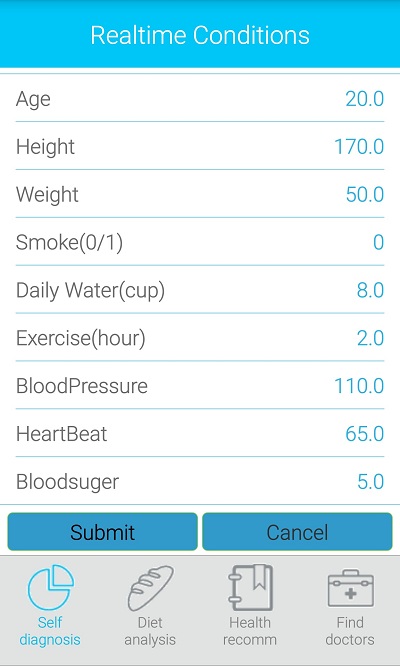 Realtime Conditions
Age 20.0
Height 170.0
Weight 50.0
Smoke(0/1) 0
Daily Water(cup) 8.0
Exercise(hour) 2.0
BloodPressure 110.0
HeartBeat 65.0
Bloodsuger 5.0
Submit Cancel
Self Diet Health Find
diagnosis analysis recomm doctors